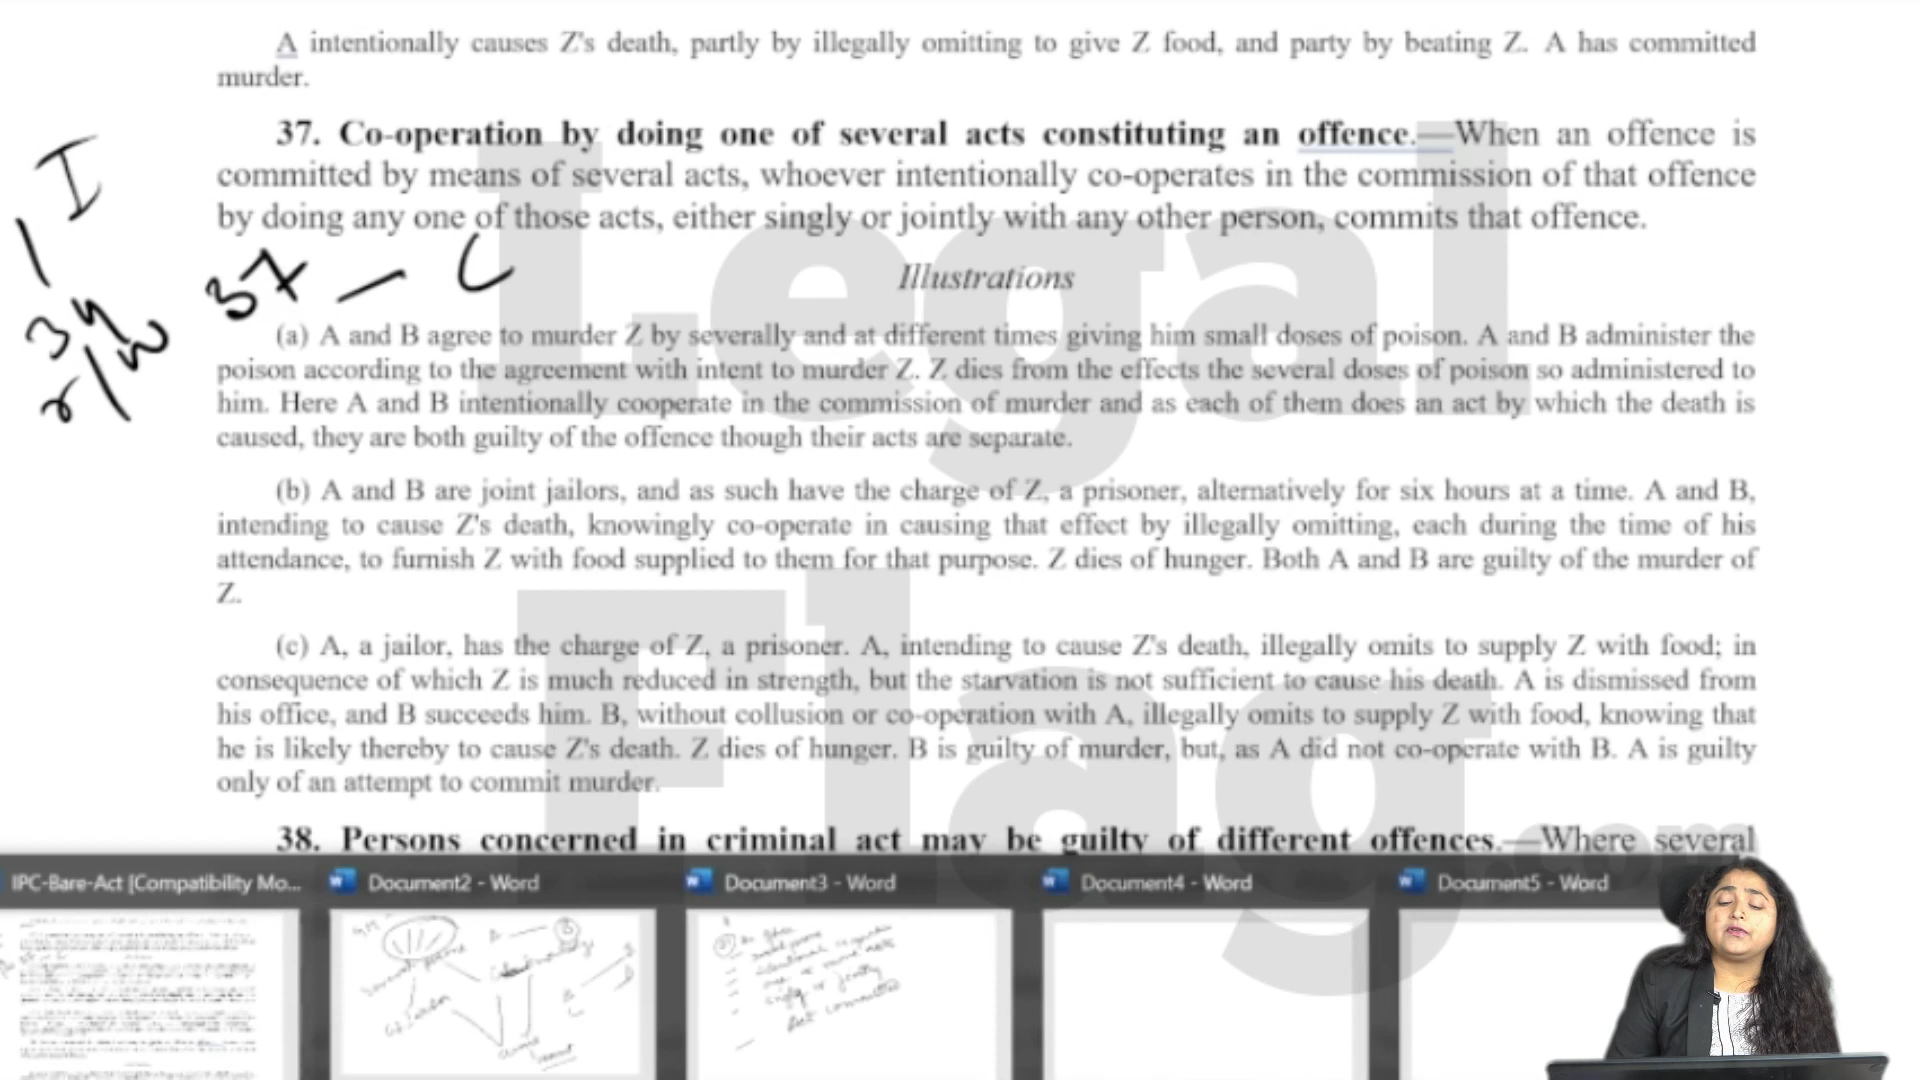 A intentionally causes Z's death, partly by illegally omitting to give Z food, and party by beating Z. A has committed
murder.
37. Co-operation by doing one of several acts constituting an offence.—When an offence is
committed by means of several acts, whoever intentionally co-operates in the commission of that offence
by doing any one of those acts, either singly or jointly with any other person, commits that offence.
I
34
r/w 37 - C
Illustrations
(a) A and B agree to murder Z by severally and at different times giving him small doses of poison. A and B administer the
poison according to the agreement with intent to murder Z. Z dies from the effects the several doses of poison so administered to
him. Here A and B intentionally cooperate in the commission of murder and as each of them does an act by which the death is
caused, they are both guilty of the offence though their acts are separate.
(b) A and B are joint jailors, and as such have the charge of Z, a prisoner, alternatively for six hours at a time. A and B,
intending to cause Z's death, knowingly co-operate in causing that effect by illegally omitting, each during the time of his
attendance, to furnish Z with food supplied to them for that purpose. Z dies of hunger. Both A and B are guilty of the murder of
Z.
(c) A, a jailor, has the charge of Z, a prisoner. A, intending to cause Z's death, illegally omits to supply Z with food; in
consequence of which Z is much reduced in strength, but the starvation is not sufficient to cause his death. A is dismissed from
his office, and B succeeds him. B, without collusion or co-operation with A, illegally omits to supply Z with food, knowing that
he is likely thereby to cause Z's death. Z dies of hunger. B is guilty of murder, but, as A did not co-operate with B. A is guilty
only of an attempt to commit murder.
38. Persons concerned in criminal act may be guilty of different offences.—Where several
Legal
Flag
.com
IPC-Bare-Act [Compatibility Mo...
Document2 - Word
Document3 - Word
Document4 - Word
Document5 - Word